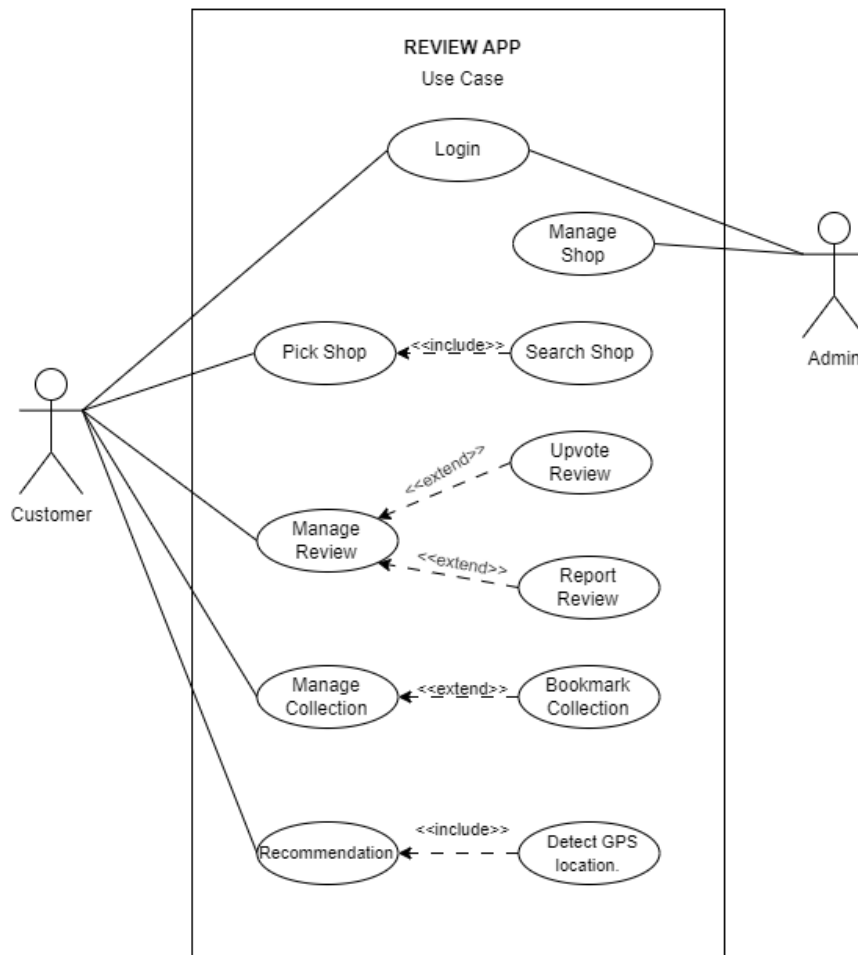 REVIEW APP
Use Case
Login
Manage
Shop
Pick Shop
<<include>>
Search Shop
Admin
Customer
<<extend>>
Upvote
Review
Manage
Review
<<extend>>
Report
Review
Manage
Collection
<<extend>>
Bookmark
Collection
Recommendation
<<include>>
Detect GPS
location.